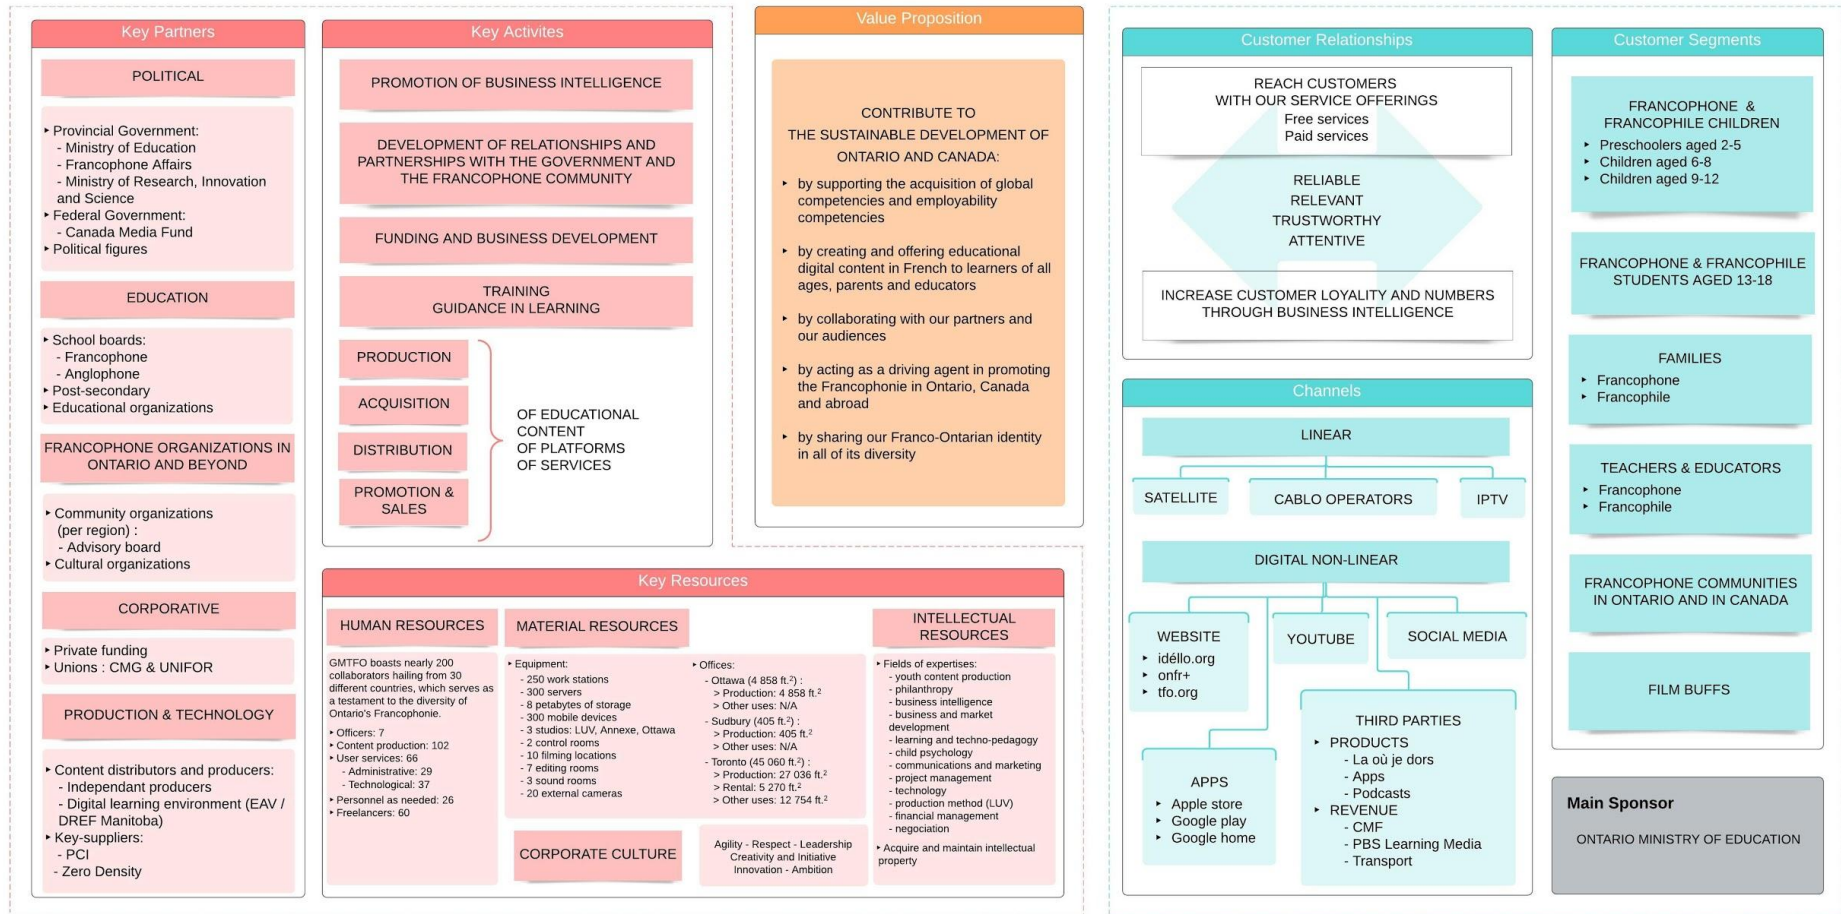 Key Partners
POLITICAL
‣ Provincial Government:
- Ministry of Education
- Francophone Affairs
- Ministry of Research, Innovation
and Science
‣ Federal Government:
- Canada Media Fund
‣ Political figures
EDUCATION
‣ School boards:
- Francophone
- Anglophone
‣ Post-secondary
‣ Educational organizations
FRANCOPHONE ORGANIZATIONS IN
ONTARIO AND BEYOND
‣ Community organizations
(per region) :
- Advisory board
‣ Cultural organizations
CORPORATIVE
‣ Private funding
‣ Unions : CMG & UNIFOR
PRODUCTION & TECHNOLOGY
‣ Content distributors and producers:
- Independant producers
- Digital learning environment (EAV /
DREF Manitoba)
‣ Key-suppliers:
- PCI
- Zero Density
Key Activites
PROMOTION OF BUSINESS INTELLIGENCE
DEVELOPMENT OF RELATIONSHIPS AND
PARTNERSHIPS WITH THE GOVERNMENT AND
THE FRANCOPHONE COMMUNITY
FUNDING AND BUSINESS DEVELOPMENT
TRAINING
GUIDANCE IN LEARNING
PRODUCTION
ACQUISITION
DISTRIBUTION
PROMOTION &
SALES
OF EDUCATIONAL
CONTENT
OF PLATFORMS
OF SERVICES
Value Proposition
CONTRIBUTE TO
THE SUSTAINABLE DEVELOPMENT OF
ONTARIO AND CANADA:
‣ by supporting the acquisition of global
competencies and employability
competencies
‣ by creating and offering educational
digital content in French to learners of all
ages, parents and educators
‣ by collaborating with our partners and
our audiences
‣ by acting as a driving agent in promoting
the Francophonie in Ontario, Canada
and abroad
‣ by sharing our Franco-Ontarian identity
in all of its diversity
Key Resources
HUMAN RESOURCES
GMTFO boasts nearly 200
collaborators hailing from 30
different countries, which serves as
a testament to the diversity of
Ontario's Francophonie.
‣ Officers: 7
‣ Content production: 102
‣ User services: 66
- Administrative: 29
- Technological: 37
‣ Personnel as needed: 26
‣ Freelancers: 60
MATERIAL RESOURCES
‣ Equipment:
- 250 work stations
- 300 servers
- 8 petabytes of storage
- 300 mobile devices
- 3 studios: LUV, Annexe, Ottawa
- 2 control rooms
- 10 filming locations
- 7 editing rooms
- 3 sound rooms
- 20 external cameras
‣ Offices:
- Ottawa (4 858 ft.²) :
> Production: 4 858 ft.²
> Other uses: N/A
- Sudbury (405 ft.²) :
> Production: 405 ft.²
> Other uses: N/A
- Toronto (45 060 ft.²) :
> Production: 27 036 ft.²
> Rental: 5 270 ft.²
> Other uses: 12 754 ft.²
CORPORATE CULTURE
Agility - Respect - Leadership
Creativity and Initiative
Innovation - Ambition
INTELLECTUAL
RESOURCES
‣ Fields of expertises:
- youth content production
- philanthropy
- business intelligence
- business and market
development
- learning and techno-pedagogy
- child psychology
- communications and marketing
- project management
- technology
- production method (LUV)
- financial management
- negociation
‣ Acquire and maintain intellectual
property
Customer Relationships
REACH CUSTOMERS
WITH OUR SERVICE OFFERINGS
Free services
Paid services
RELIABLE
RELEVANT
TRUSTWORTHY
ATTENTIVE
INCREASE CUSTOMER LOYALITY AND NUMBERS
THROUGH BUSINESS INTELLIGENCE
Channels
LINEAR
SATELLITE
CABLO OPERATORS
IPTV
DIGITAL NON-LINEAR
WEBSITE
‣ idéllo.org
‣ onfr+
‣ tfo.org
YOUTUBE
SOCIAL MEDIA
APPS
‣ Apple store
‣ Google play
‣ Google home
THIRD PARTIES
‣ PRODUCTS
- La où je dors
- Apps
- Podcasts
‣ REVENUE
- CMF
- PBS Learning Media
- Transport
Customer Segments
FRANCOPHONE &
FRANCOPHILE CHILDREN
‣ Preschoolers aged 2-5
‣ Children aged 6-8
‣ Children aged 9-12
FRANCOPHONE & FRANCOPHILE
STUDENTS AGED 13-18
FAMILIES
‣ Francophone
‣ Francophile
TEACHERS & EDUCATORS
‣ Francophone
‣ Francophile
FRANCOPHONE COMMUNITIES
IN ONTARIO AND IN CANADA
FILM BUFFS
Main Sponsor
ONTARIO MINISTRY OF EDUCATION